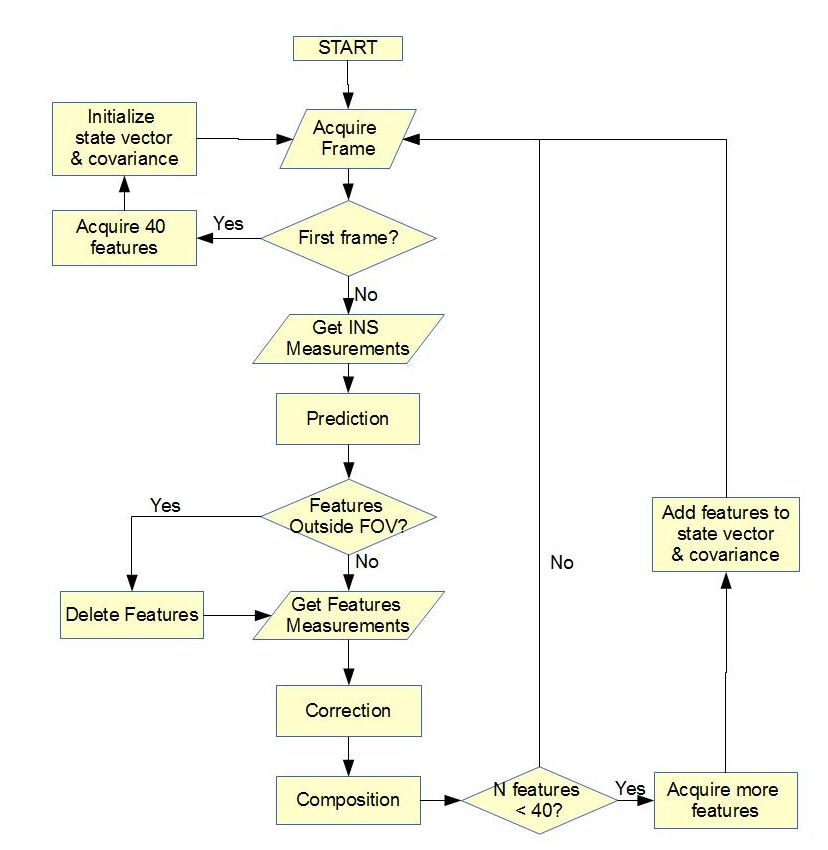 START
Initialize
state vector
& covariance
Acquire
Frame
Acquire 40
features
Yes
First frame?
No
Get INS
Measurements
Prediction
Yes
Features
Outside FOV?
No
Delete Features
Get Features
Measurements
Correction
Composition
N features
< 40?
No
Yes
Acquire more
features
Add features to
state vector
& covariance